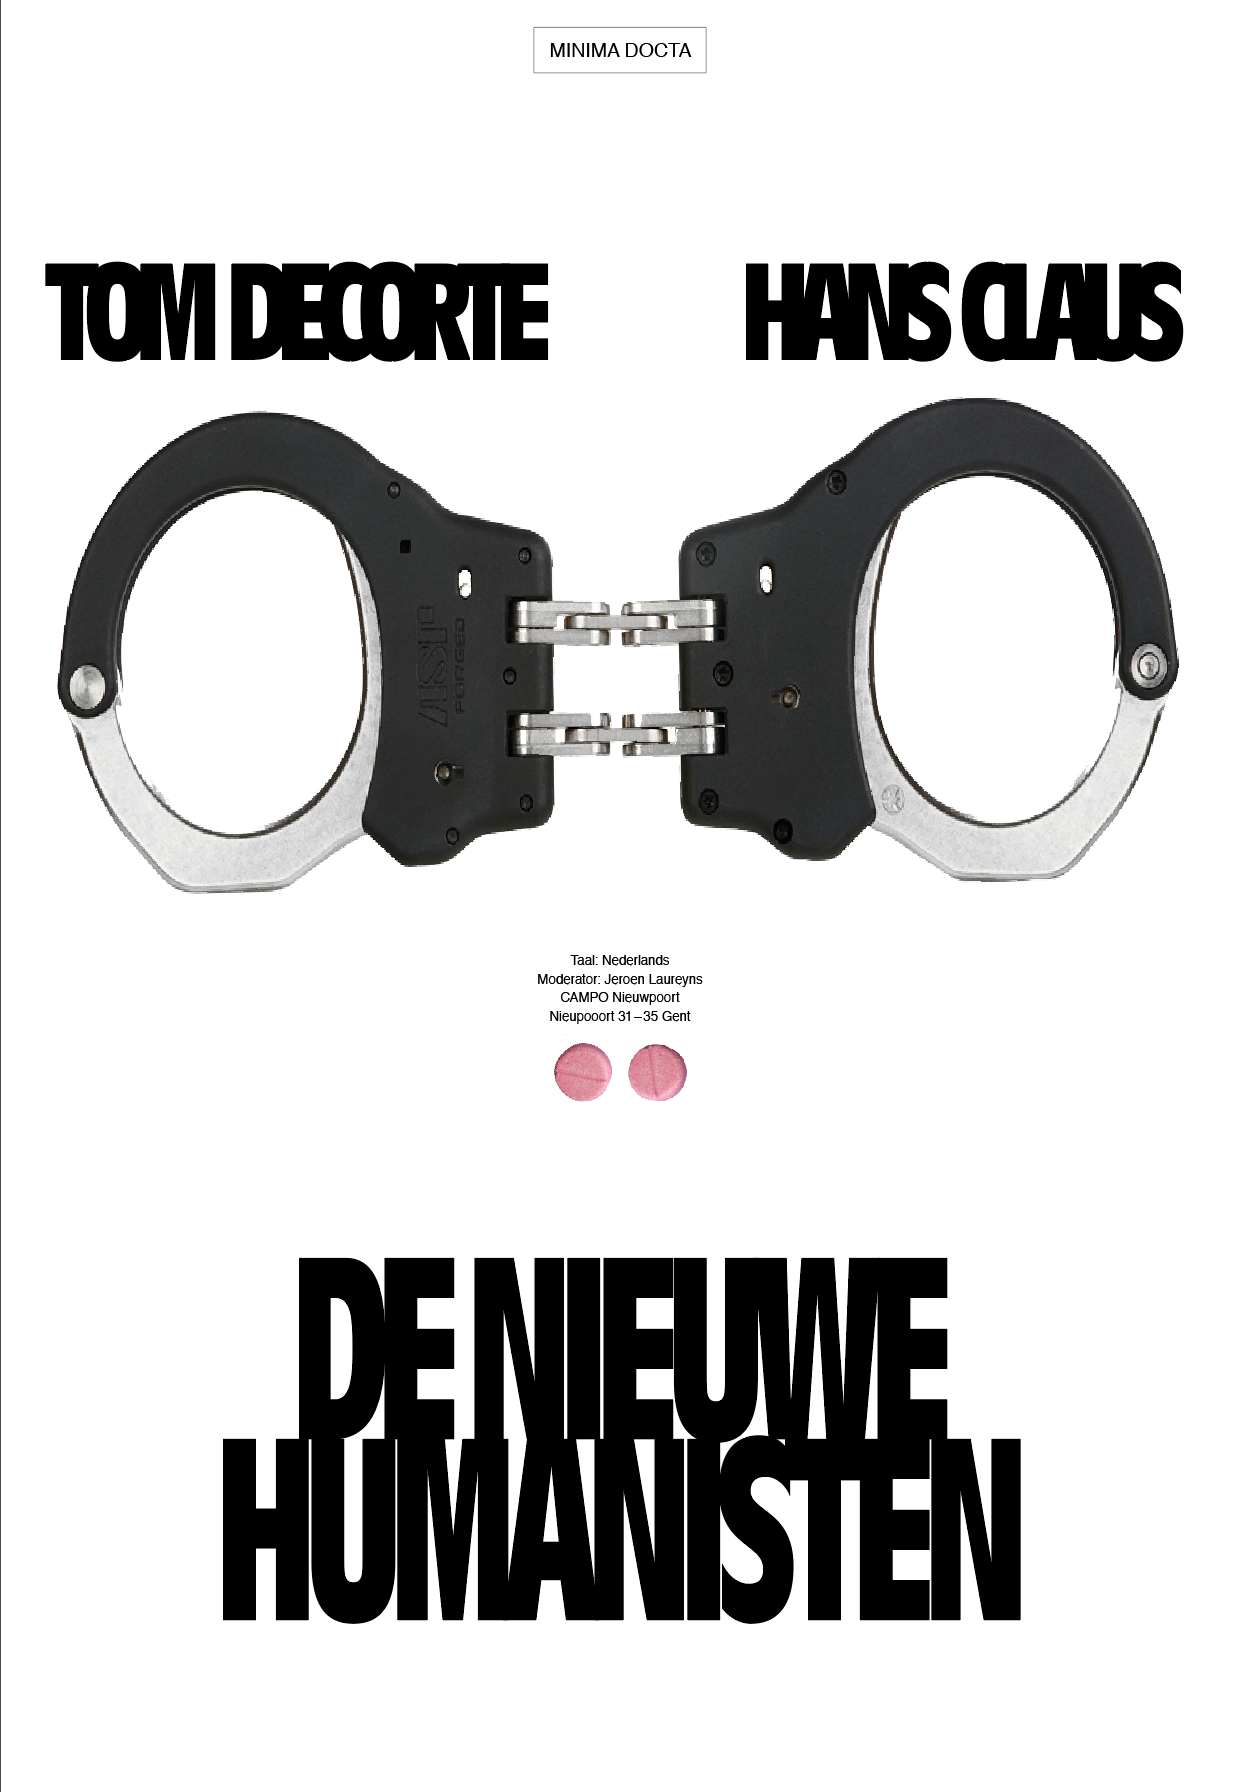 MINIMA DOCTA
TOM DECORTE
HANS CLAUS
ASP
FORGED
Taal: Nederlands
Moderator: Jeroen Laureyns
CAMPO Nieuwpoort
Nieupooort 31–35 Gent
DE NIEUWE
HUMANISTEN